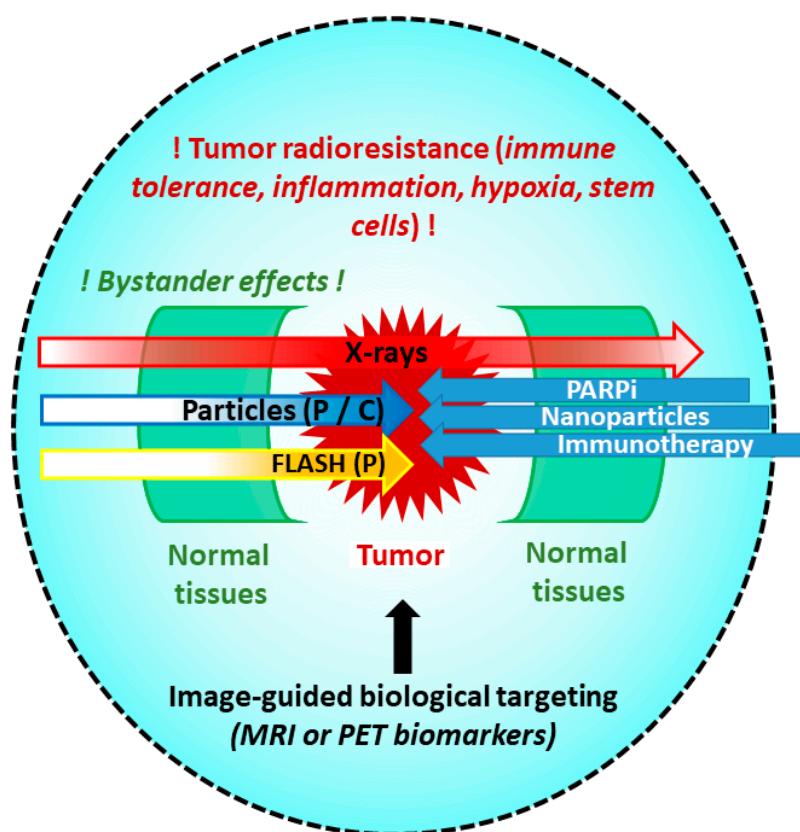 ! Tumor radioresistance (immune
tolerance, inflammation, hypoxia, stem
cells) !
! Bystander effects !
X-rays
PARPi
Particles (P / C)
Nanoparticles
Immunotherapy
FLASH (P)
Normal
tissues
Tumor
Normal
tissues
Image-guided biological targeting
(MRI or PET biomarkers)